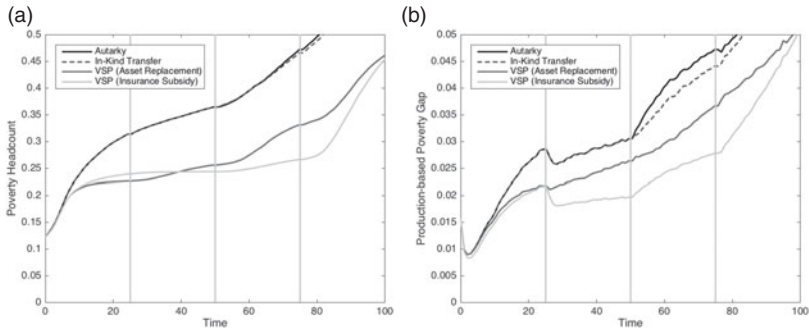 (a)
0.5
0.45
0.4
0.35
0.3
0.25
0.2
0.15
0.1
0.05
0
Poverty Headcount
Autarky
In-Kind Transfer
VSP (Asset Replacement)
VSP (Insurance Subsidy)
0 20 40 60 80 100
Time
(b)
0.05
0.045
0.04
0.035
0.03
0.025
0.02
0.015
0.01
0.005
0
Production-based Poverty Gap
Autarky
In-Kind Transfer
VSP (Asset Replacement)
VSP (Insurance Subsidy)
0 20 40 60 80 100
Time